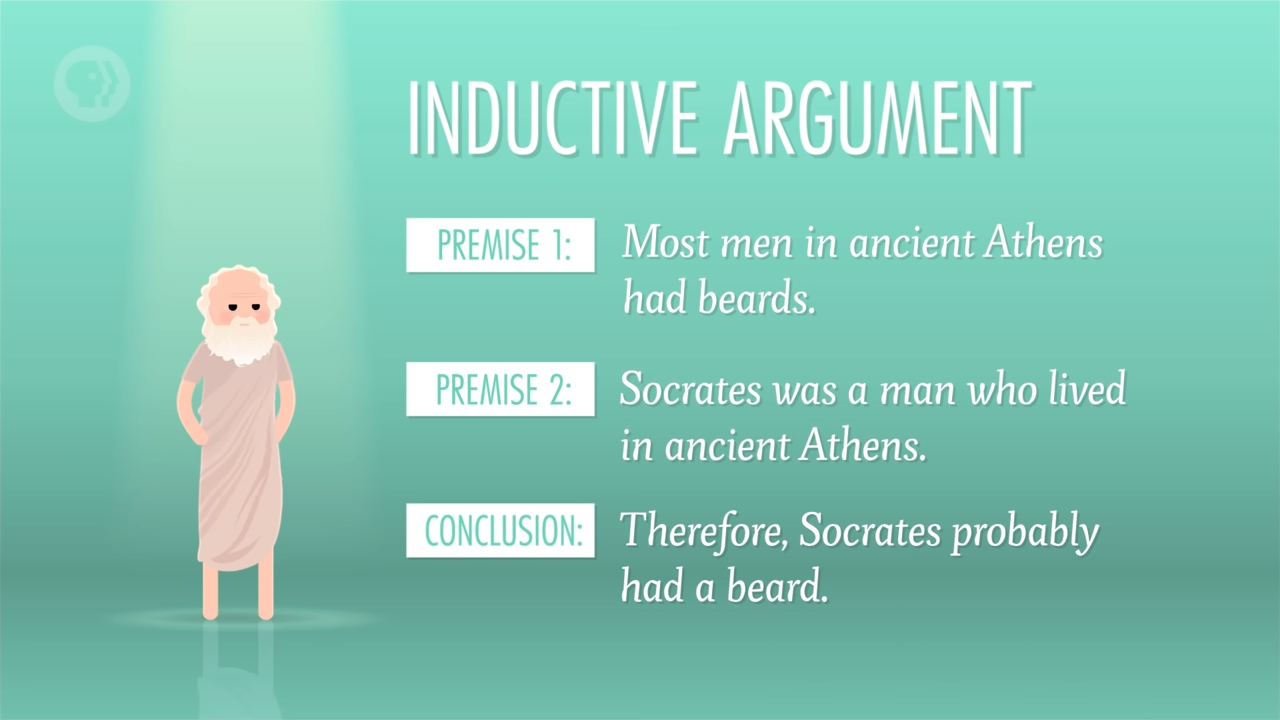 INDUCTIVE ARGUMENT
PREMISE 1:
Most men in ancient Athens
had beards.
PREMISE 2:
Socrates was a man who lived
in ancient Athens.
CONCLUSION:
Therefore, Socrates probably
had a beard.